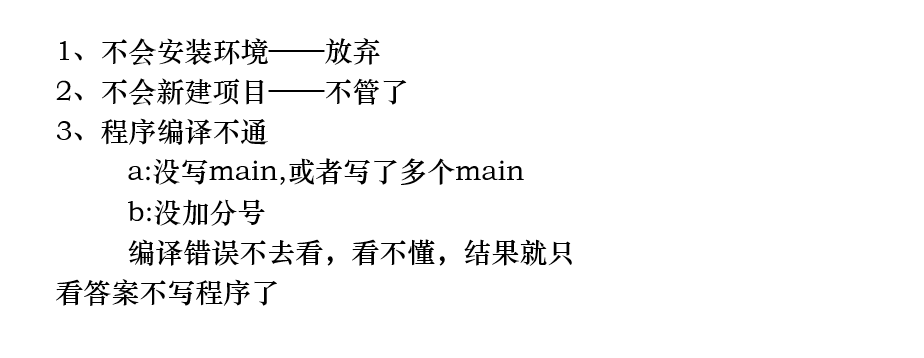 1、不会安装环境——放弃
2、不会新建项目——不管了
3、程序编译不通
a:没写main,或者写了多个main
b:没加分号
编译错误不去看，看不懂，结果就只
看答案不写程序了